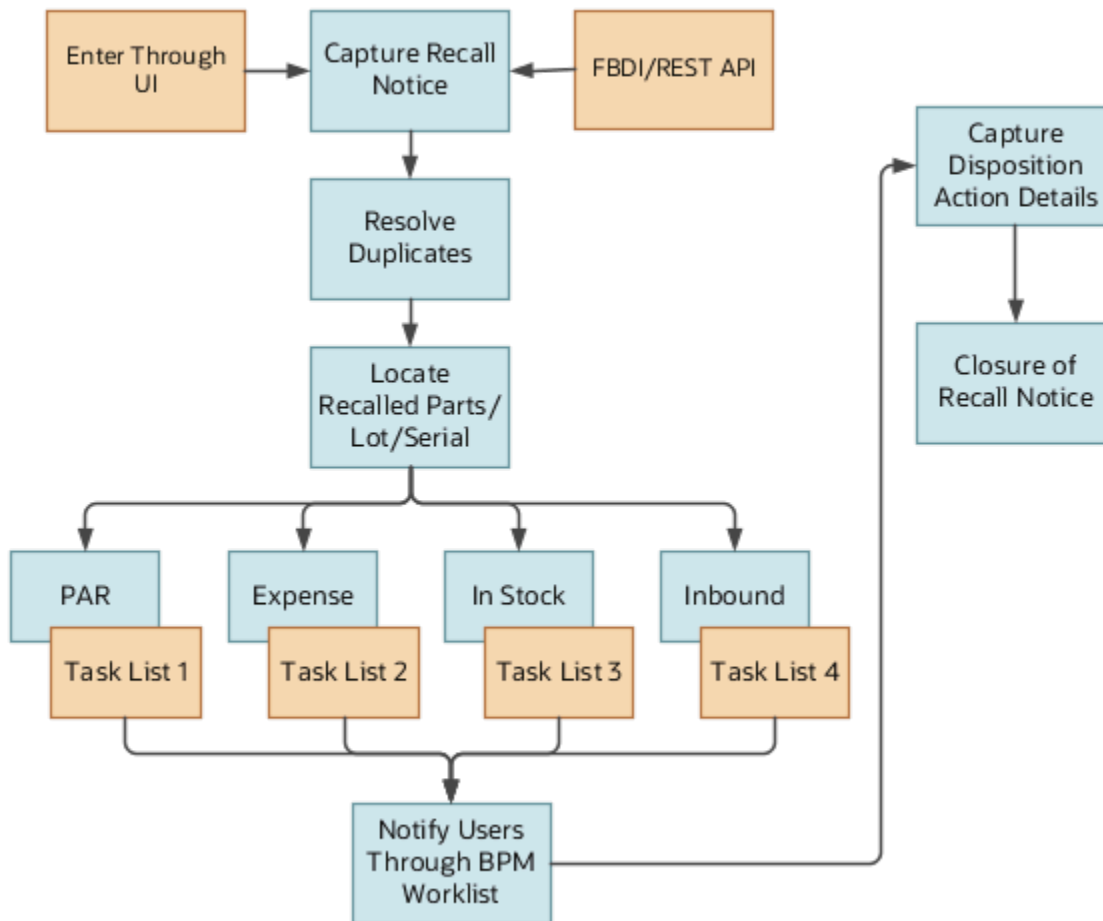 Enter Through
UI
Capture Recall
Notice
FBDI/REST API
Resolve
Duplicates
Locate
Recalled Parts/
Lot/Serial
PAR
Expense
In Stock
Inbound
Task List 1
Task List 2
Task List 3
Task List 4
Notify Users
Through BPM
Worklist
Capture
Disposition
Action Details
Closure of
Recall Notice